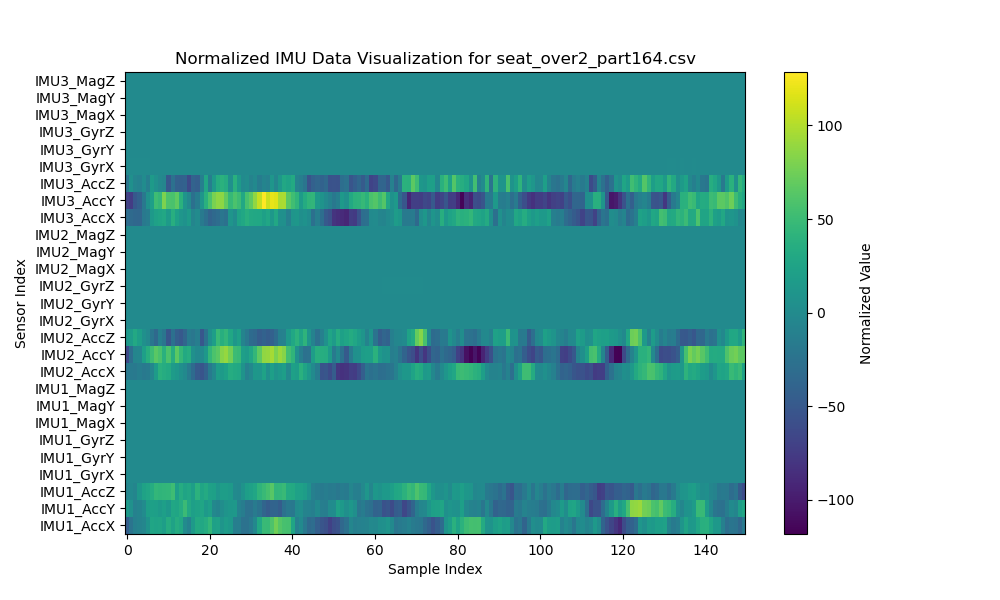 Normalized IMU Data Visualization for seat_over2_part164.csv
IMU3_MagZ
IMU3_MagY
IMU3_MagX
IMU3_GyrZ
IMU3_GyrY
IMU3_GyrX
IMU3_AccZ
IMU3_AccY
IMU3_AccX
IMU2_MagZ
IMU2_MagY
IMU2_MagX
IMU2_GyrZ
IMU2_GyrY
IMU2_GyrX
IMU2_AccZ
IMU2_AccY
IMU2_AccX
IMU1_MagZ
IMU1_MagY
IMU1_MagX
IMU1_GyrZ
IMU1_GyrY
IMU1_GyrX
IMU1_AccZ
IMU1_AccY
IMU1_AccX
Sensor Index
0 20 40 60 80 100 120 140
Sample Index
100
50
0
−50
−100
Normalized Value